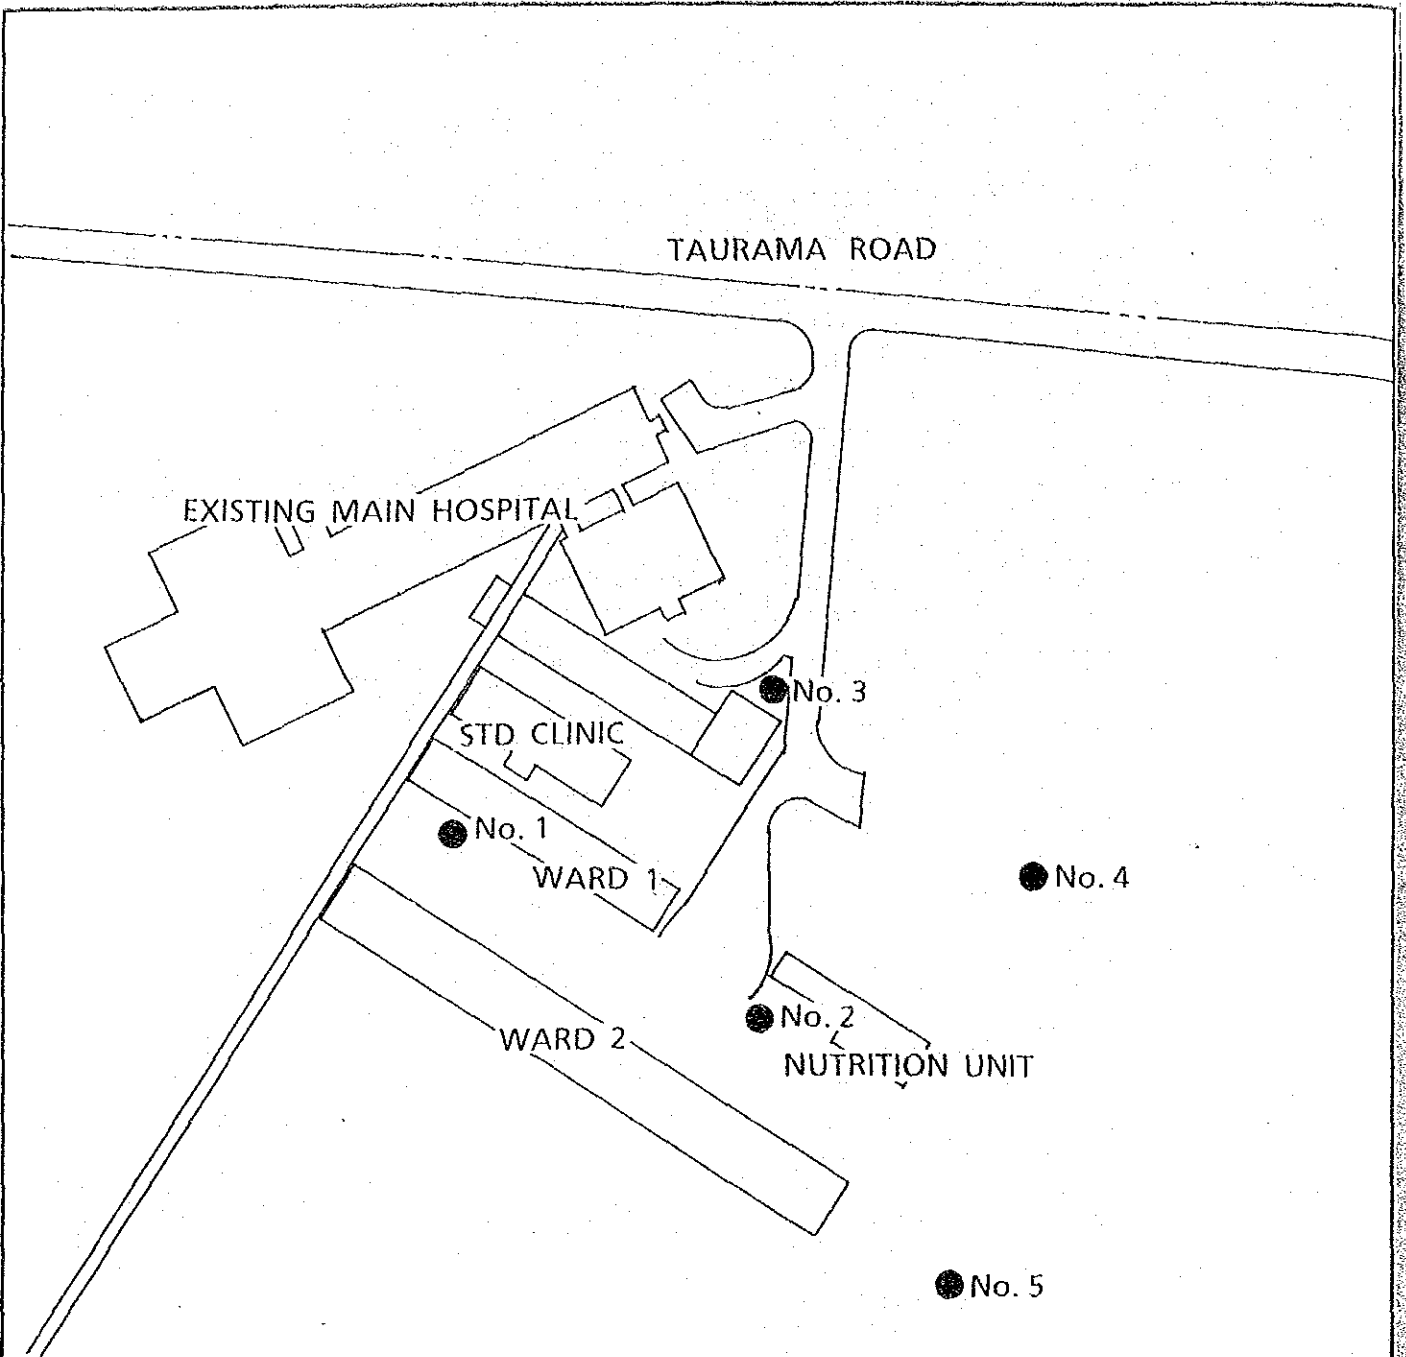 TAURAMA ROAD
EXISTING MAIN HOSPITAL
No. 3
STD CLINIC
No. 1
WARD 1
No. 4
No. 2
WARD 2
NUTRITION UNIT
No. 5